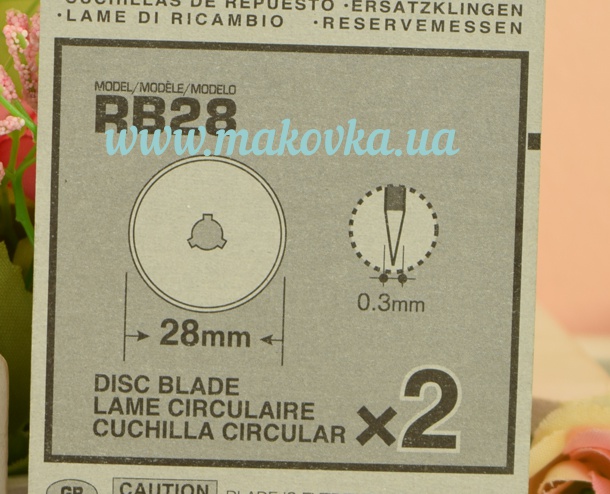 CUCHILLAS DE REPUESTO ·ERSATZKLINGEN
·LAME DI RICAMBIO ·RESERVEMESSEN
MODEL/MODÈLE/MODELO
RB28
www.makovka.ua
0.3mm
28mm
DISC BLADE
LAME CIRCULAIRE
CUCHILLA CIRCULAR ×2
GB CAUTION